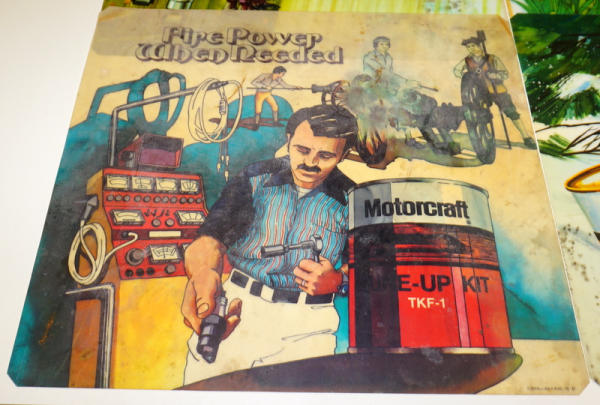 Fire Power
When Needed
Motorcraft
TUNE-UP KIT
TKF-1